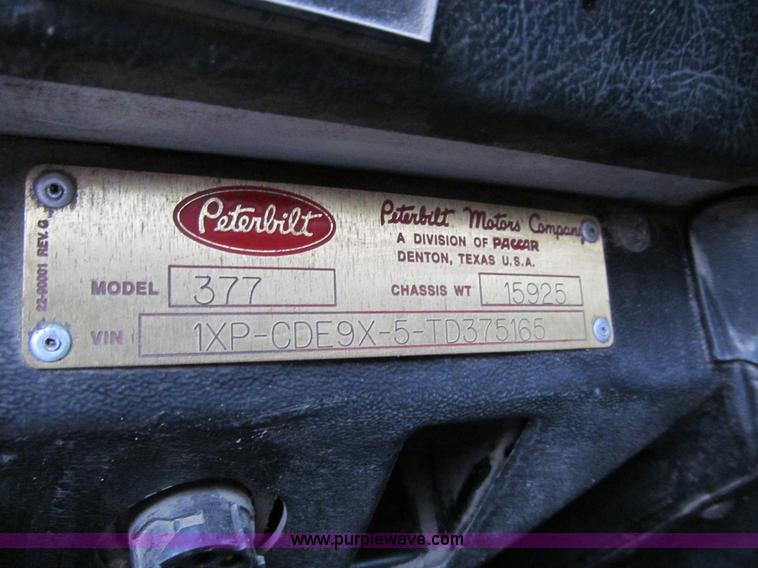 Peterbilt
Peterbilt Motors Company
A DIVISION OF PACCAR
DENTON, TEXAS U.S.A.
MODEL 377
CHASSIS WT 15925
VIN 1XP-CDE9X-5-TD375165
22-00001 REV. G
www.purplewave.com